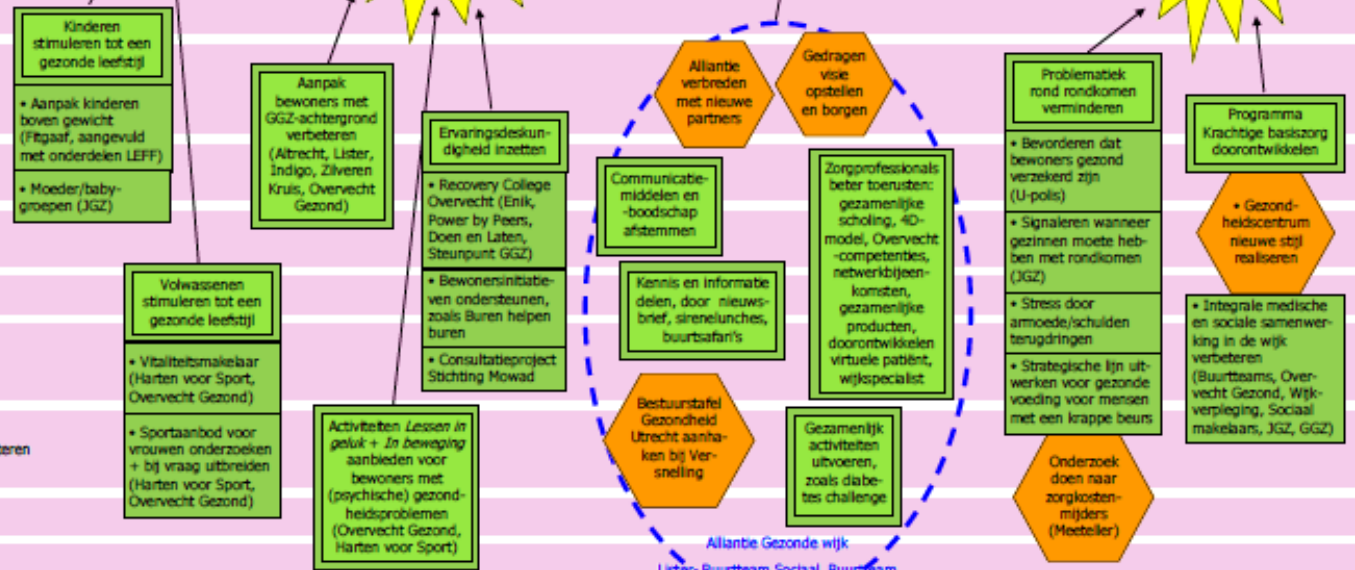 Kinderen
stimuleren tot een
gezonde leefstijl
• Aanpak kinderen
boven gewicht
(Fitgaaf, aangevuld
met onderdelen LEFF)
• Moeder/baby-
groepen (JGZ)
Volwassenen
stimuleren tot een
gezonde leefstijl
• Vitaliteitsmakelaar
(Harten voor Sport,
Overvecht Gezond)
• Sportaanbod voor
vrouwen onderzoeken
+ bij vraag uitbreiden
(Harten voor Sport,
Overvecht Gezond)
Aanpak
bewoners met
GGZ-achtergrond
verbeteren
(Altrecht, Lister,
Indigo, Zilveren
Kruis, Overvecht
Gezond)
Activiteiten Lessen in
geluk + In beweging
aanbieden voor
bewoners met
(psychische) gezond-
heidsproblemen
(Overvecht Gezond,
Harten voor Sport)
Ervaringsdeskun-
digheid inzetten
• Recovery College
Overvecht (Enik,
Power by Peers,
Doen en Laten,
Steunpunt GGZ)
• Bewonersinitiatie-
ven ondersteunen,
zoals Buren helpen
buren
• Consultatieproject
Stichting Mowad
Alliantie
verbreden
met nieuwe
partners
Gedragen
visie
opstellen
en borgen
Communicatie-
middelen en
-boodschap
afstemmen
Zorgprofessionals
beter toerusten:
gezamenlijke
scholing, 4D-
model, Overvecht
-competenties,
netwerkbijeen-
komsten,
gezamenlijke
producten,
doorontwikkelen
virtuele patiënt,
wijkspecialist
Kennis en informatie
delen, door nieuws-
brief, sirenelunches,
buurtsafari's
Bestuurstafel
Gezondheid
Utrecht aanha-
ken bij Ver-
snelling
Gezamenlijk
activiteiten
uitvoeren,
zoals diabe-
tes challenge
Alliantie Gezonde wijk
Lister- Buurtteam Sociaal, Buurtteam
Problematiek
rond rondkomen
verminderen
• Bevorderen dat
bewoners gezond
verzekerd zijn
(U-polis)
• Signaleren wanneer
gezinnen moete heb-
ben met rondkomen
(JGZ)
• Stress door
armoede/schulden
terugdringen
• Strategische lijn uit-
werken voor gezonde
voeding voor mensen
met een krappe beurs
Onderzoek
doen naar
zorgkosten-
mijders
(Meeteller)
Programma
Krachtige basiszorg
doorontwikkelen
• Gezond-
heidscentrum
nieuwe stijl
realiseren
• Integrale medische
en sociale samenwer-
king in de wijk
verbeteren
(Buurtteams, Over-
vecht Gezond, Wijk-
verpleging, Sociaal
makelaars, JGZ, GGZ)